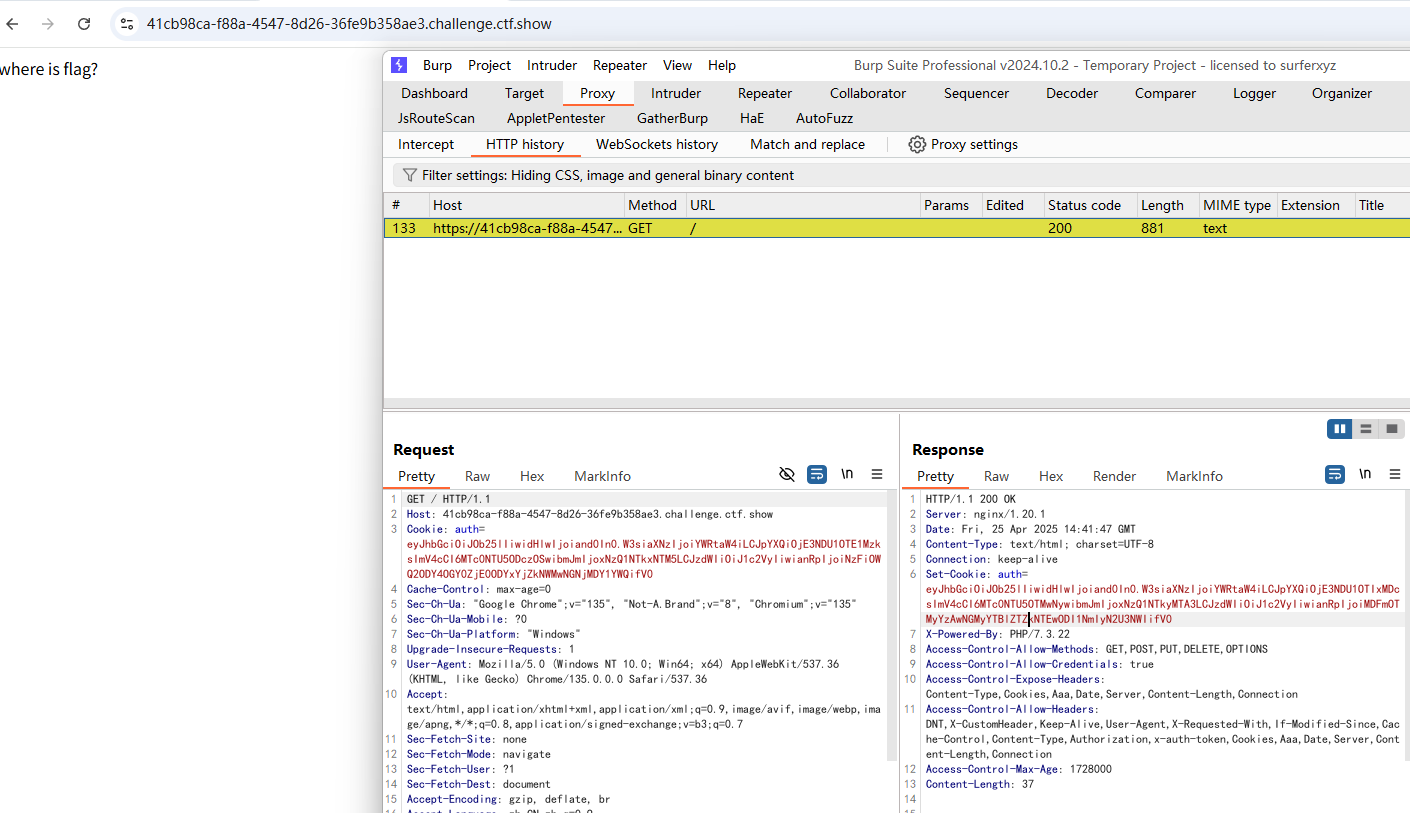 41cb98ca-f88a-4547-8d26-36fe9b358ae3.challenge.ctf.show
where is flag?
Burp Project Intruder Repeater View Help Burp Suite Professional v2024.10.2 - Temporary Project - licensed to surferxyz
Dashboard Target Proxy Intruder Repeater Collaborator Sequencer Decoder Comparer Logger Organizer
JsRouteScan AppletPentester GatherBurp HaE AutoFuzz
Intercept HTTP history WebSockets history Match and replace Proxy settings
Filter settings: Hiding CSS, image and general binary content
# Host Method URL Params Edited Status code Length MIME type Extension Title
133 https://41cb98ca-f88a-4547... GET / 200 881 text
Request
Pretty Raw Hex MarkInfo \n
1 GET / HTTP/1.1
2 Host: 41cb98ca-f88a-4547-8d26-36fe9b358ae3.challenge.ctf.show
3 Cookie: auth=
4 Cache-Control: max-age=0
5 Sec-Ch-Ua: "Google Chrome";v="135", "Not-A.Brand";v="8", "Chromium";v="135"
6 Sec-Ch-Ua-Mobile: ?0
7 Sec-Ch-Ua-Platform: "Windows"
8 Upgrade-Insecure-Requests: 1
9 User-Agent: Mozilla/5.0 (Windows NT 10.0; Win64; x64) AppleWebKit/537.36
(KHTML, like Gecko) Chrome/135.0.0.0 Safari/537.36
10 Accept:
text/html,application/xhtml+xml,application/xml;q=0.9,image/avif,image/webp,ima
ge/apng,*/*;q=0.8,application/signed-exchange;v=b3;q=0.7
11 Sec-Fetch-Site: none
12 Sec-Fetch-Mode: navigate
13 Sec-Fetch-User: ?1
14 Sec-Fetch-Dest: document
15 Accept-Encoding: gzip, deflate, br
Response
Pretty Raw Hex Render MarkInfo \n
1 HTTP/1.1 200 OK
2 Server: nginx/1.20.1
3 Date: Fri, 25 Apr 2025 14:41:47 GMT
4 Content-Type: text/html; charset=UTF-8
5 Connection: keep-alive
6 Set-Cookie: auth=
7 X-Powered-By: PHP/7.3.22
8 Access-Control-Allow-Methods: GET,POST,PUT,DELETE,OPTIONS
9 Access-Control-Allow-Credentials: true
10 Access-Control-Expose-Headers:
Content-Type,Cookies,Aaa,Date,Server,Content-Length,Connection
11 Access-Control-Allow-Headers:
DNT,X-CustomHeader,Keep-Alive,User-Agent,X-Requested-With,If-Modified-Since,Cac
he-Control,Content-Type,Authorization,x-auth-token,Cookies,Aaa,Date,Server,Cont
ent-Length,Connection
12 Access-Control-Max-Age: 1728000
13 Content-Length: 37
14